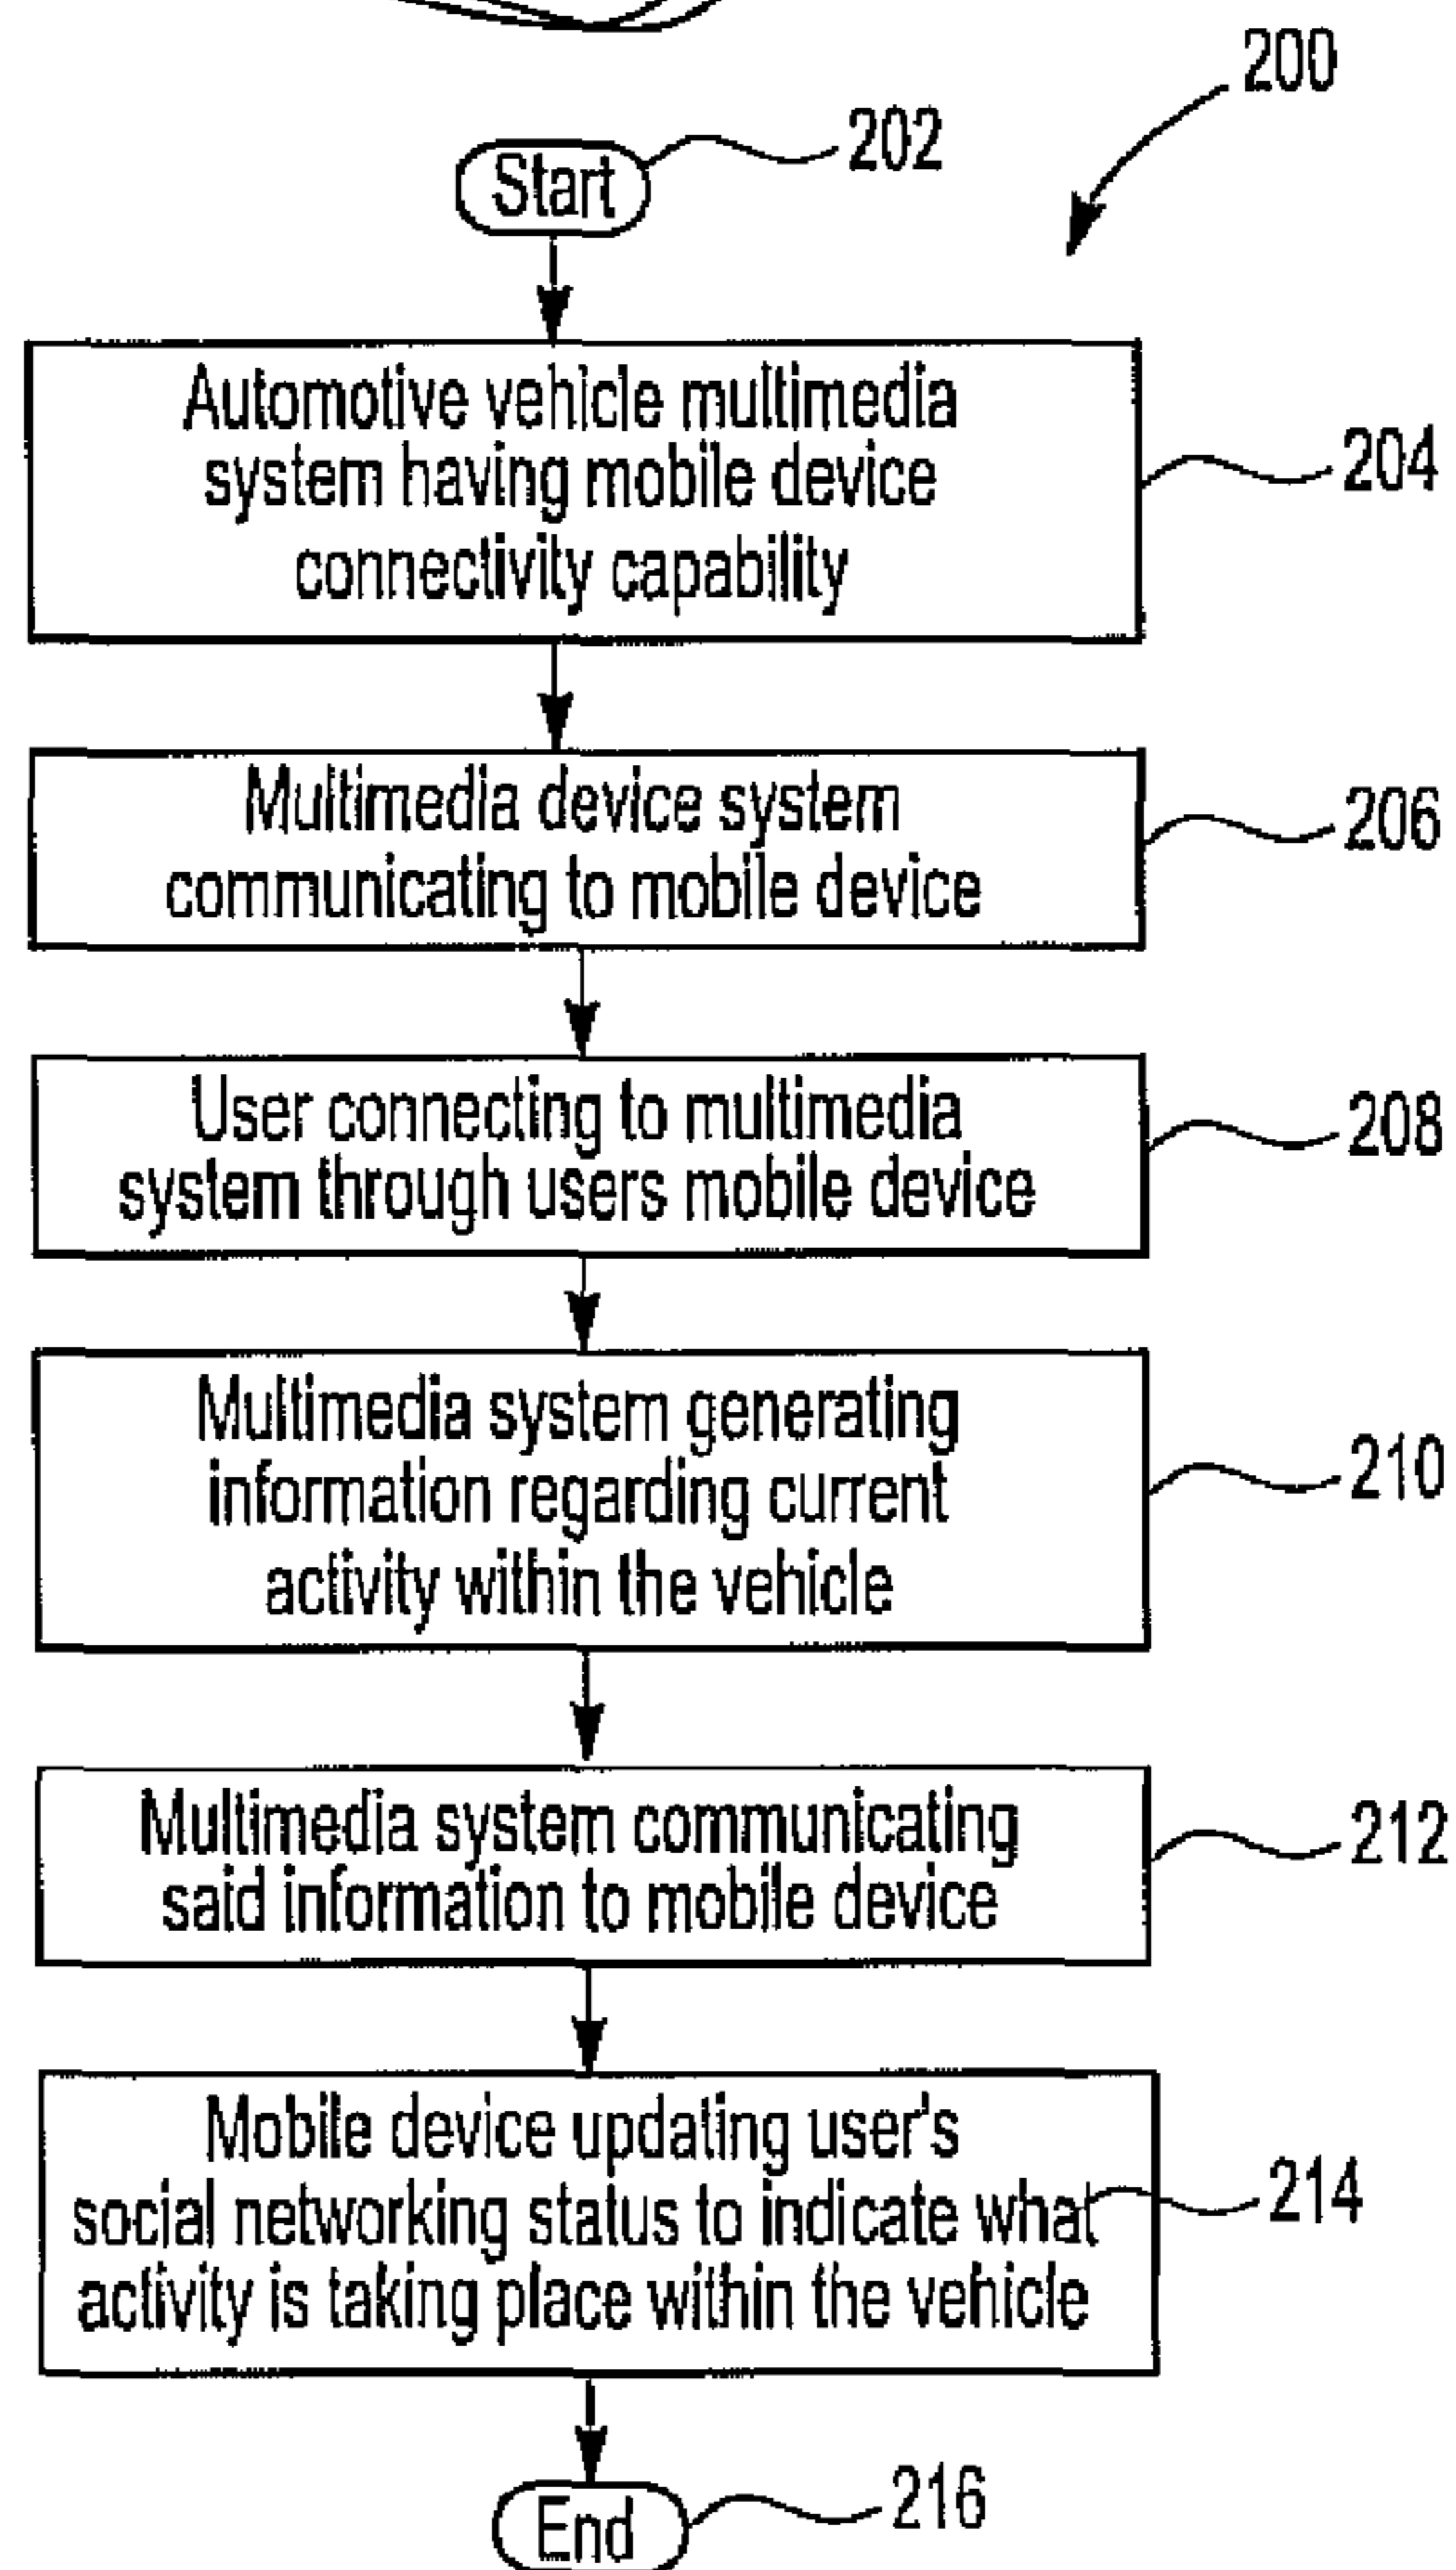 200
202
Start
Automotive vehicle multimedia
system having mobile device
connectivity capability
204
Multimedia device system
communicating to mobile device
206
User connecting to multimedia
system through users mobile device
208
Multimedia system generating
information regarding current
activity within the vehicle
210
Multimedia system communicating
said information to mobile device
212
Mobile device updating user's
social networking status to indicate what
activity is taking place within the vehicle
214
End
216